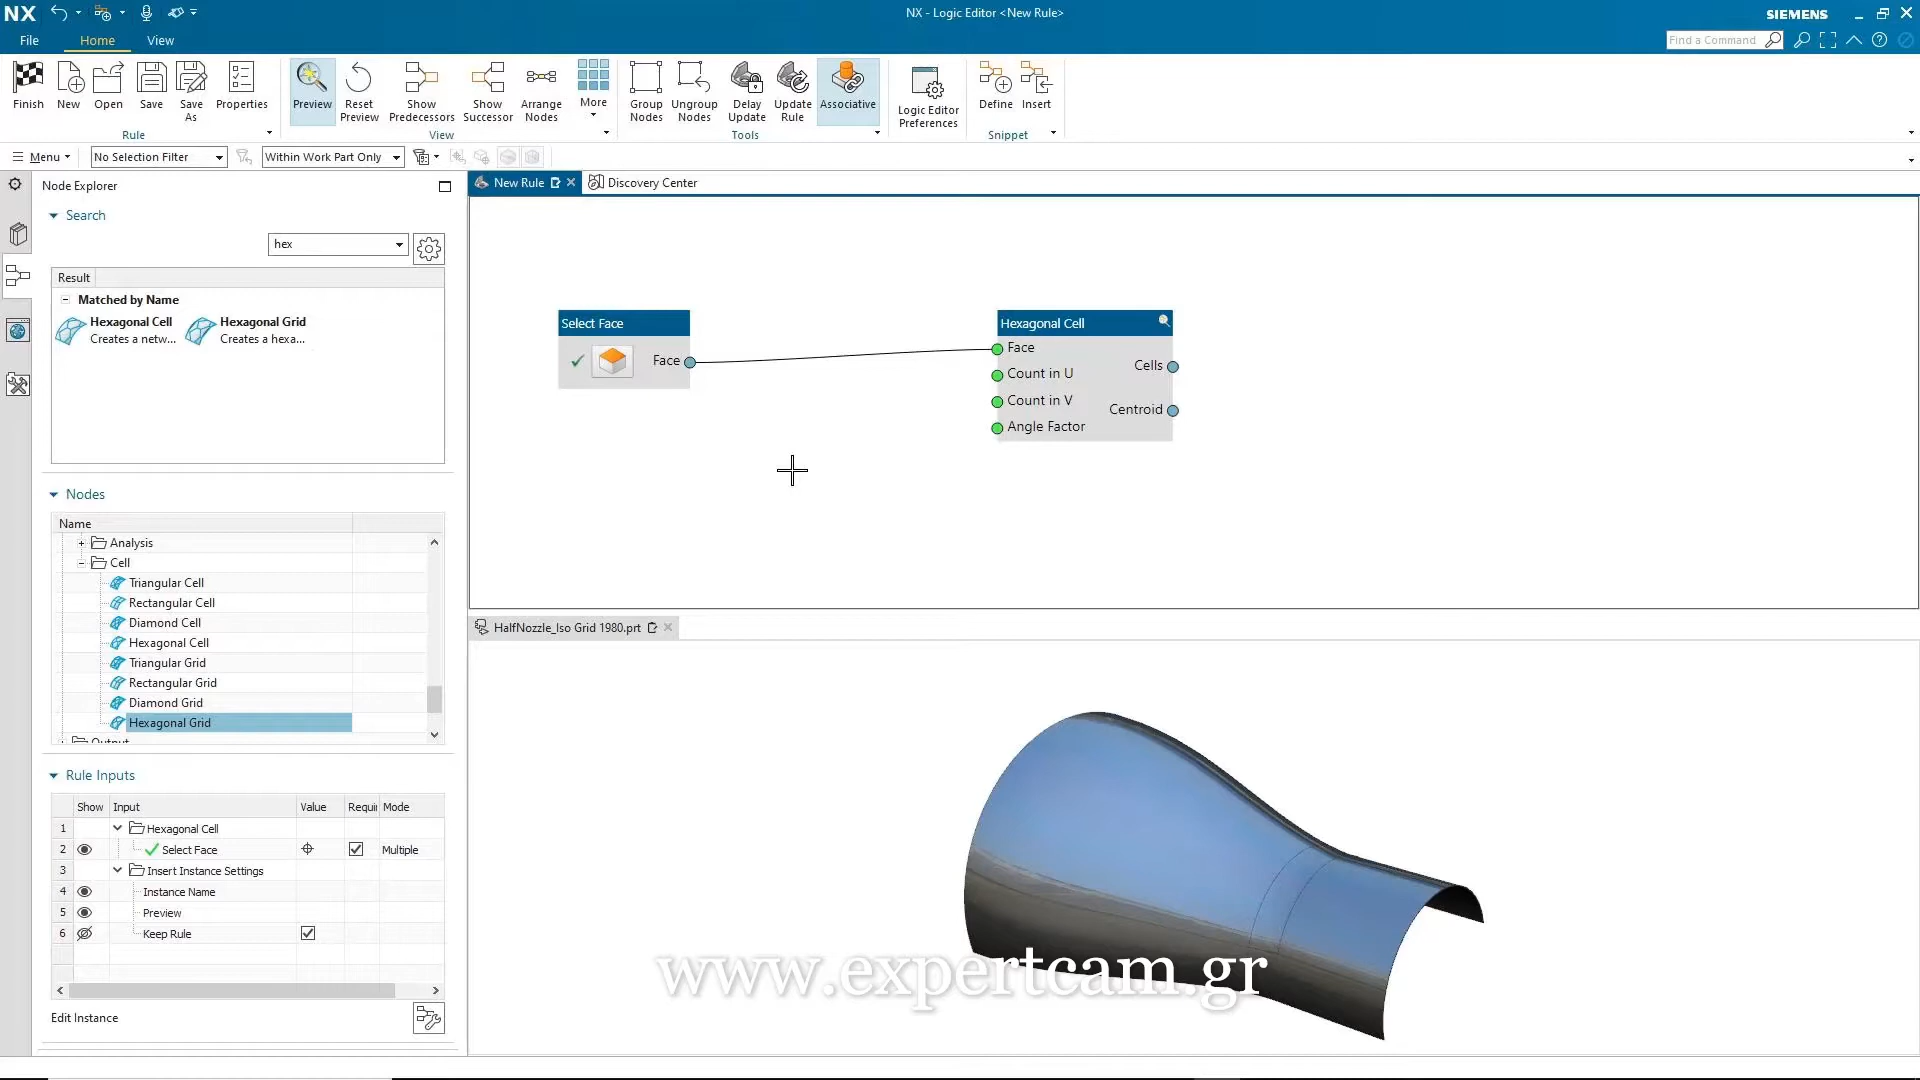 NX
NX - Logic Editor <New Rule>
SIEMENS
File
Home
View
Find a Command
Finish
New
Open
Save
Save As
Properties
Rule
Preview
Reset Preview
Show Predecessors
Show Successor
Arrange Nodes
More
View
Group Nodes
Ungroup Nodes
Delay Update
Update Rule
Associative
Tools
Logic Editor Preferences
Define
Insert
Snippet
Menu
No Selection Filter
Within Work Part Only
Node Explorer
Search
hex
Result
Matched by Name
Hexagonal Cell
Creates a netw...
Hexagonal Grid
Creates a hexa...
Nodes
Name
Analysis
Cell
Triangular Cell
Rectangular Cell
Diamond Cell
Hexagonal Cell
Triangular Grid
Rectangular Grid
Diamond Grid
Hexagonal Grid
Output
Rule Inputs
Show Input Value Requir Mode
1 Hexagonal Cell
2 Select Face Multiple
3 Insert Instance Settings
4 Instance Name
5 Preview
6 Keep Rule
Edit Instance
New Rule
Discovery Center
Select Face
Face
Hexagonal Cell
Face
Count in U
Cells
Count in V
Centroid
Angle Factor
HalfNozzle_Iso Grid 1980.prt
www.expertcam.gr